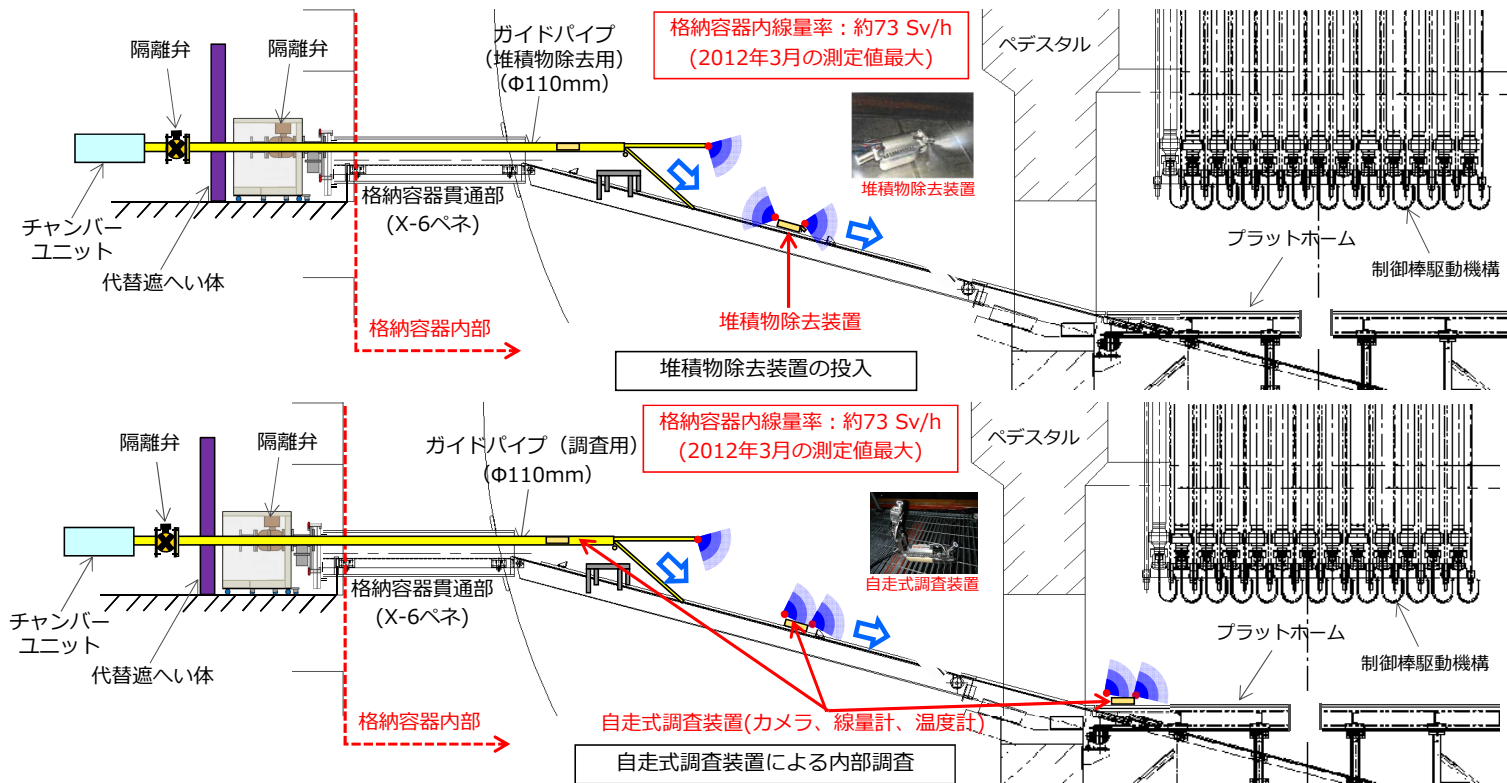 隔離弁
隔離弁
ガイドパイプ
(堆積物除去用)
(Φ110mm)
格納容器内線量率：約73 Sv/h
(2012年3月の測定値最大)
ペデスタル
堆積物除去装置
チャンバー
ユニット
代替遮へい体
格納容器貫通部
(X-6ペネ)
プラットホーム
制御棒駆動機構
格納容器内部
堆積物除去装置
堆積物除去装置の投入
隔離弁
隔離弁
ガイドパイプ（調査用）
(Φ110mm)
格納容器内線量率：約73 Sv/h
(2012年3月の測定値最大)
ペデスタル
自走式調査装置
チャンバー
ユニット
代替遮へい体
格納容器貫通部
(X-6ペネ)
プラットホーム
制御棒駆動機構
格納容器内部
自走式調査装置(カメラ、線量計、温度計)
自走式調査装置による内部調査